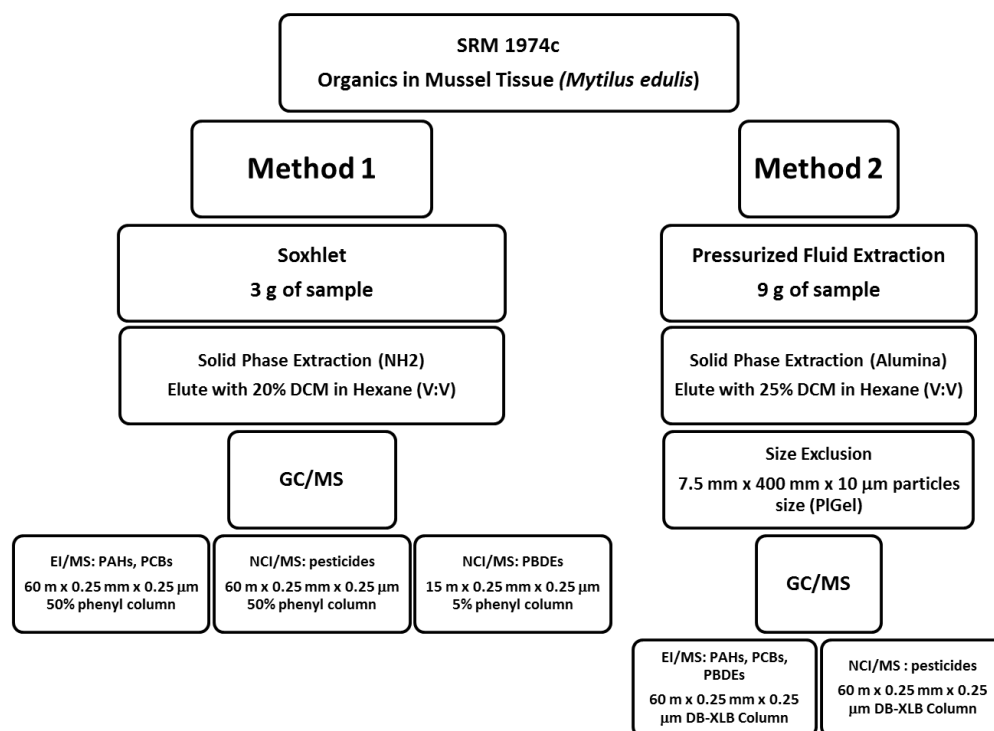 SRM 1974c
Organics in Mussel Tissue (Mytilus edulis)
Method 1
Soxhlet
3 g of sample
Solid Phase Extraction (NH2)
Elute with 20% DCM in Hexane (V:V)
GC/MS
EI/MS: PAHs, PCBs
60 m x 0.25 mm x 0.25 µm
50% phenyl column
NCI/MS: pesticides
60 m x 0.25 mm x 0.25 µm
50% phenyl column
NCI/MS: PBDEs
15 m x 0.25 mm x 0.25 µm
5% phenyl column
Method 2
Pressurized Fluid Extraction
9 g of sample
Solid Phase Extraction (Alumina)
Elute with 25% DCM in Hexane (V:V)
Size Exclusion
7.5 mm x 400 mm x 10 µm particles
size (PlGel)
GC/MS
EI/MS: PAHs, PCBs,
PBDEs
60 m x 0.25 mm x 0.25
µm DB-XLB Column
NCI/MS : pesticides
60 m x 0.25 mm x 0.25
µm DB-XLB Column